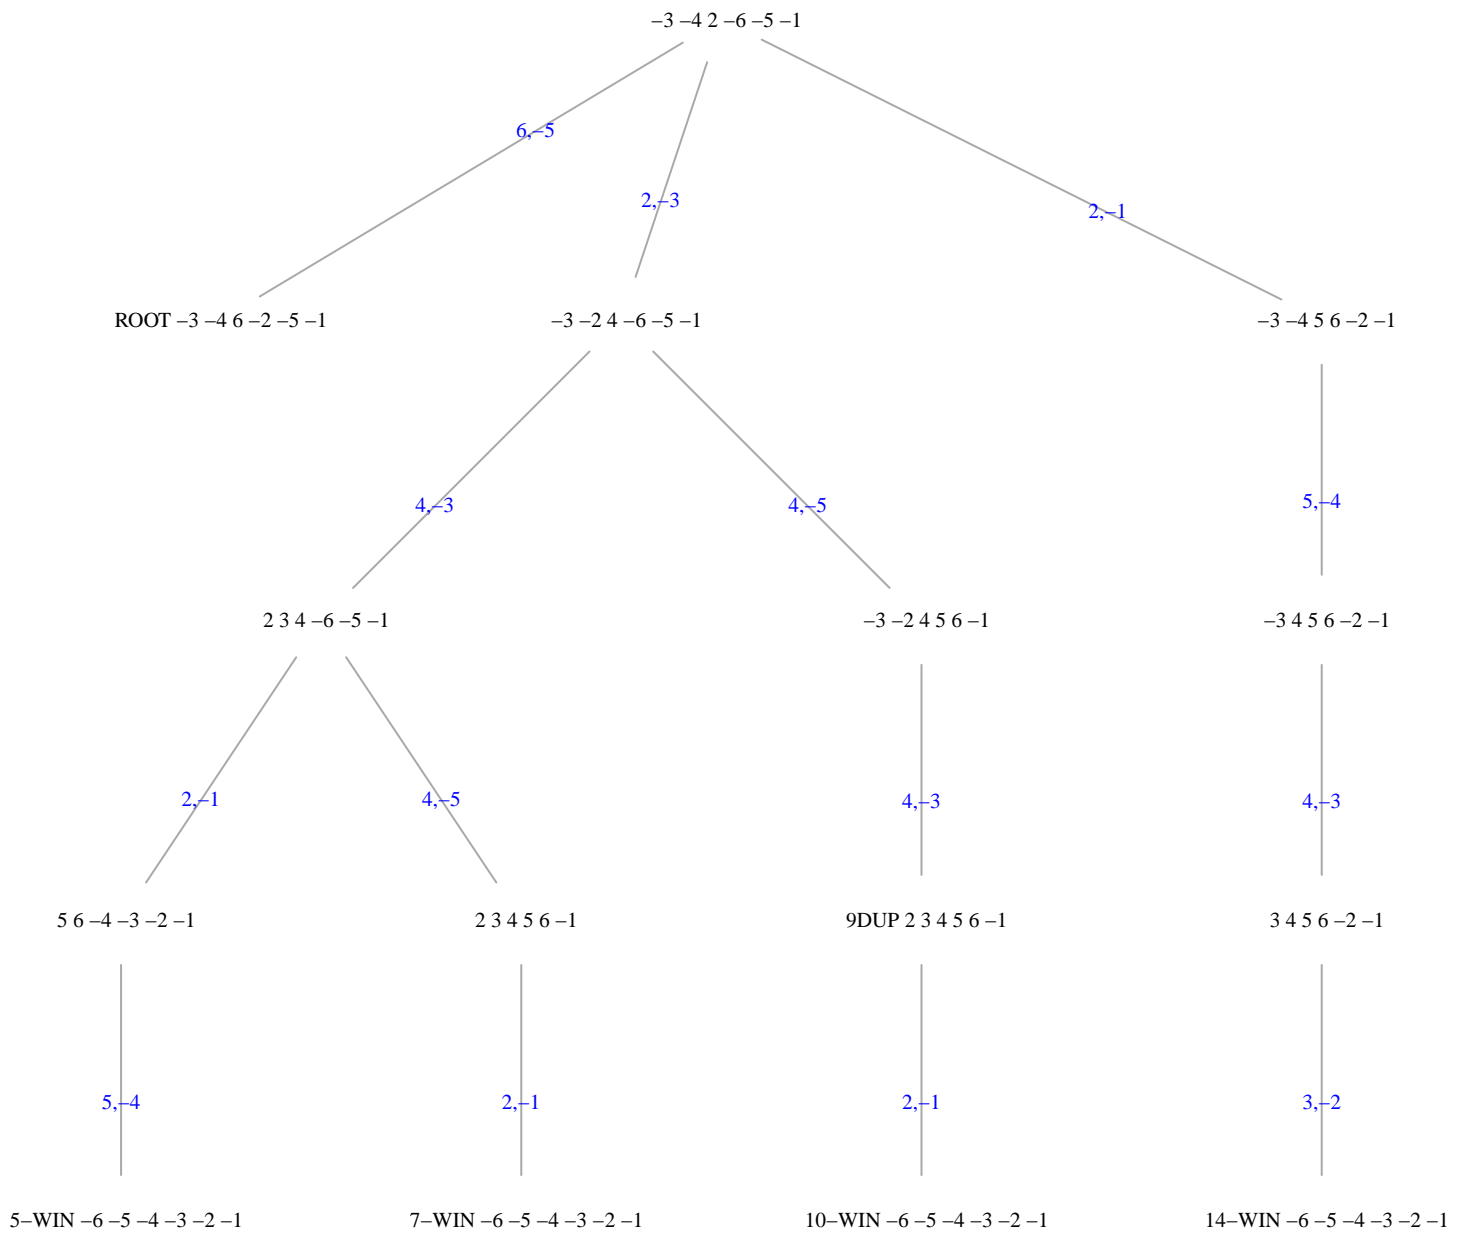 –3 –4 2 –6 –5 –1
6,–5
2,–3
2,–1
ROOT –3 –4 6 –2 –5 –1
–3 –2 4 –6 –5 –1
–3 –4 5 6 –2 –1
4,–3
4,–5
5,–4
2 3 4 –6 –5 –1
–3 –2 4 5 6 –1
–3 4 5 6 –2 –1
2,–1
4,–5
4,–3
4,–3
5 6 –4 –3 –2 –1
2 3 4 5 6 –1
9DUP 2 3 4 5 6 –1
3 4 5 6 –2 –1
5,–4
2,–1
2,–1
3,–2
5–WIN –6 –5 –4 –3 –2 –1
7–WIN –6 –5 –4 –3 –2 –1
10–WIN –6 –5 –4 –3 –2 –1
14–WIN –6 –5 –4 –3 –2 –1